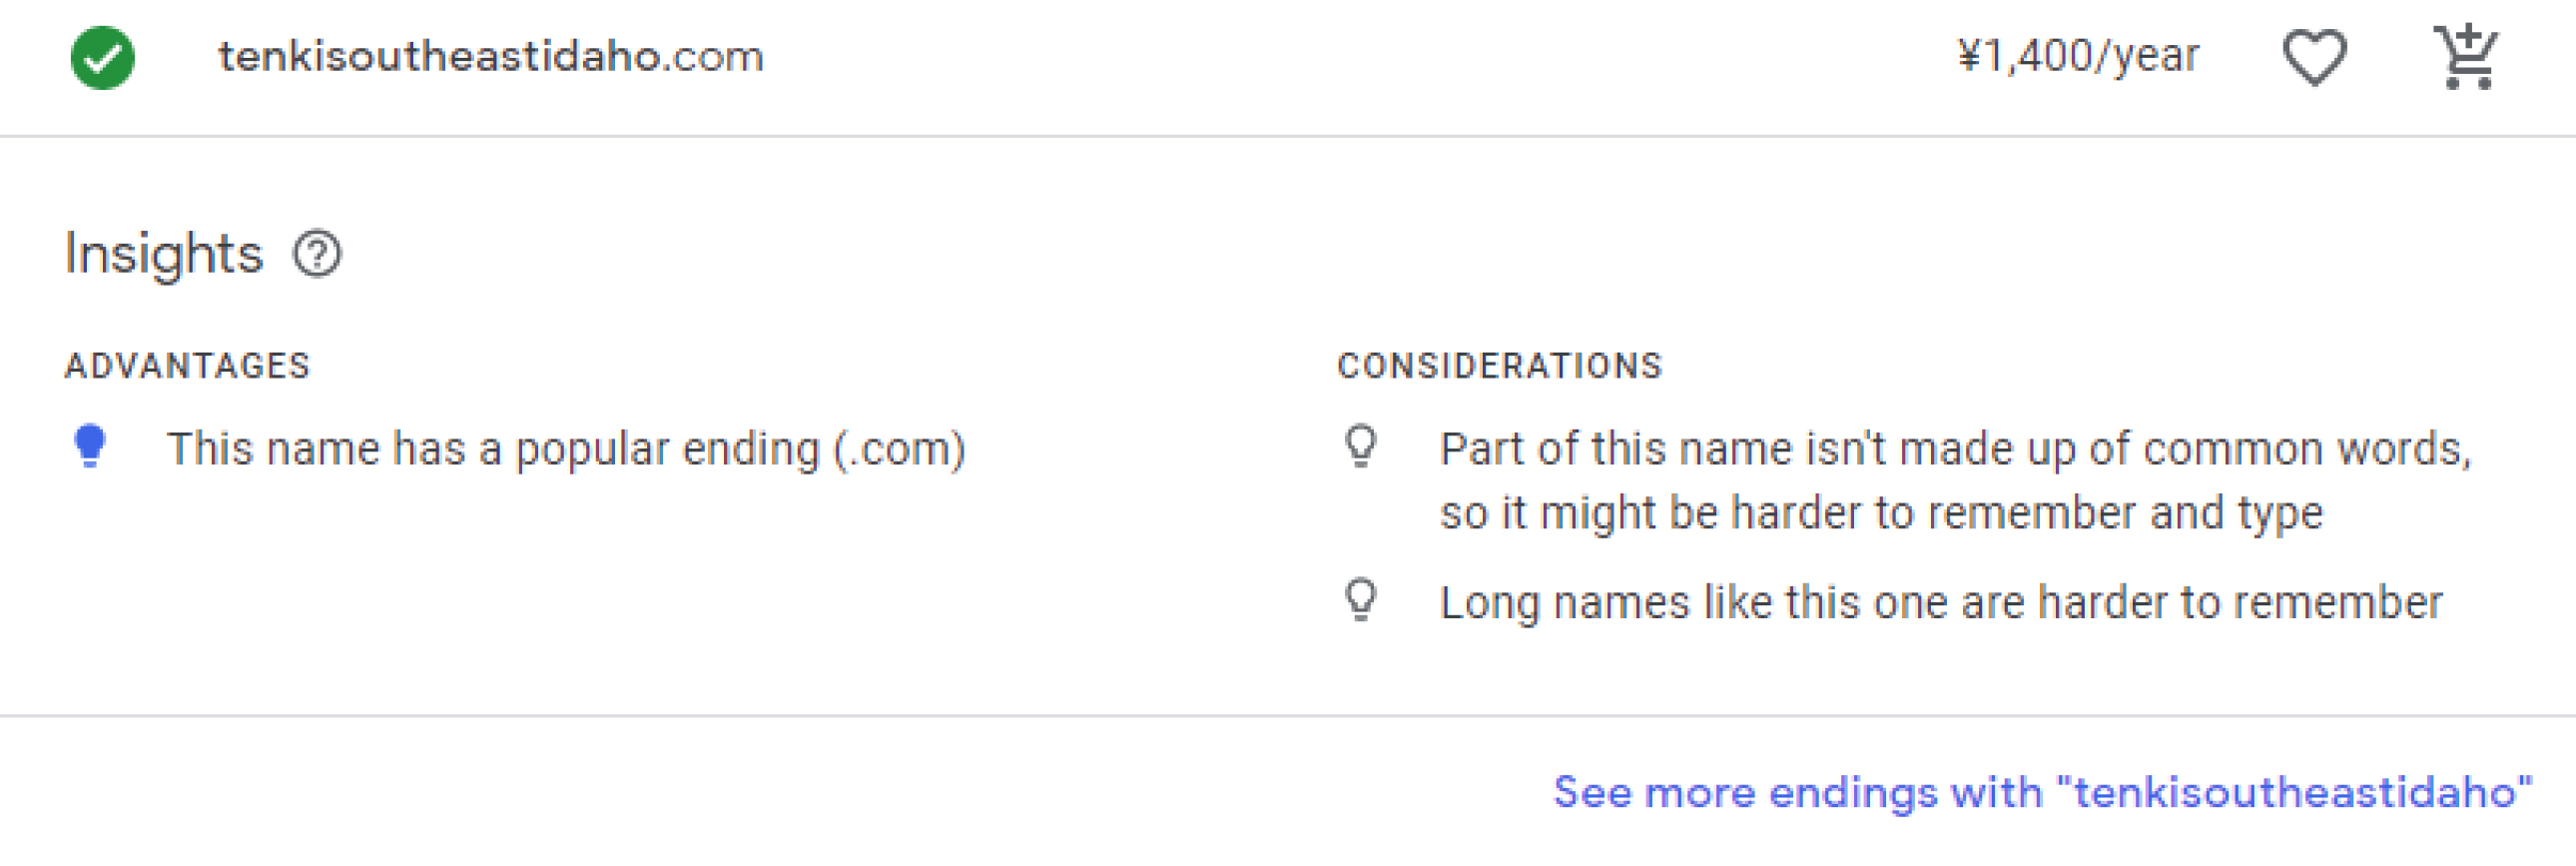 tenkisoutheastidaho.com
¥1,400/year
Insights
ADVANTAGES
This name has a popular ending (.com)
CONSIDERATIONS
Part of this name isn't made up of common words,
so it might be harder to remember and type
Long names like this one are harder to remember
See more endings with "tenkisoutheastidaho"